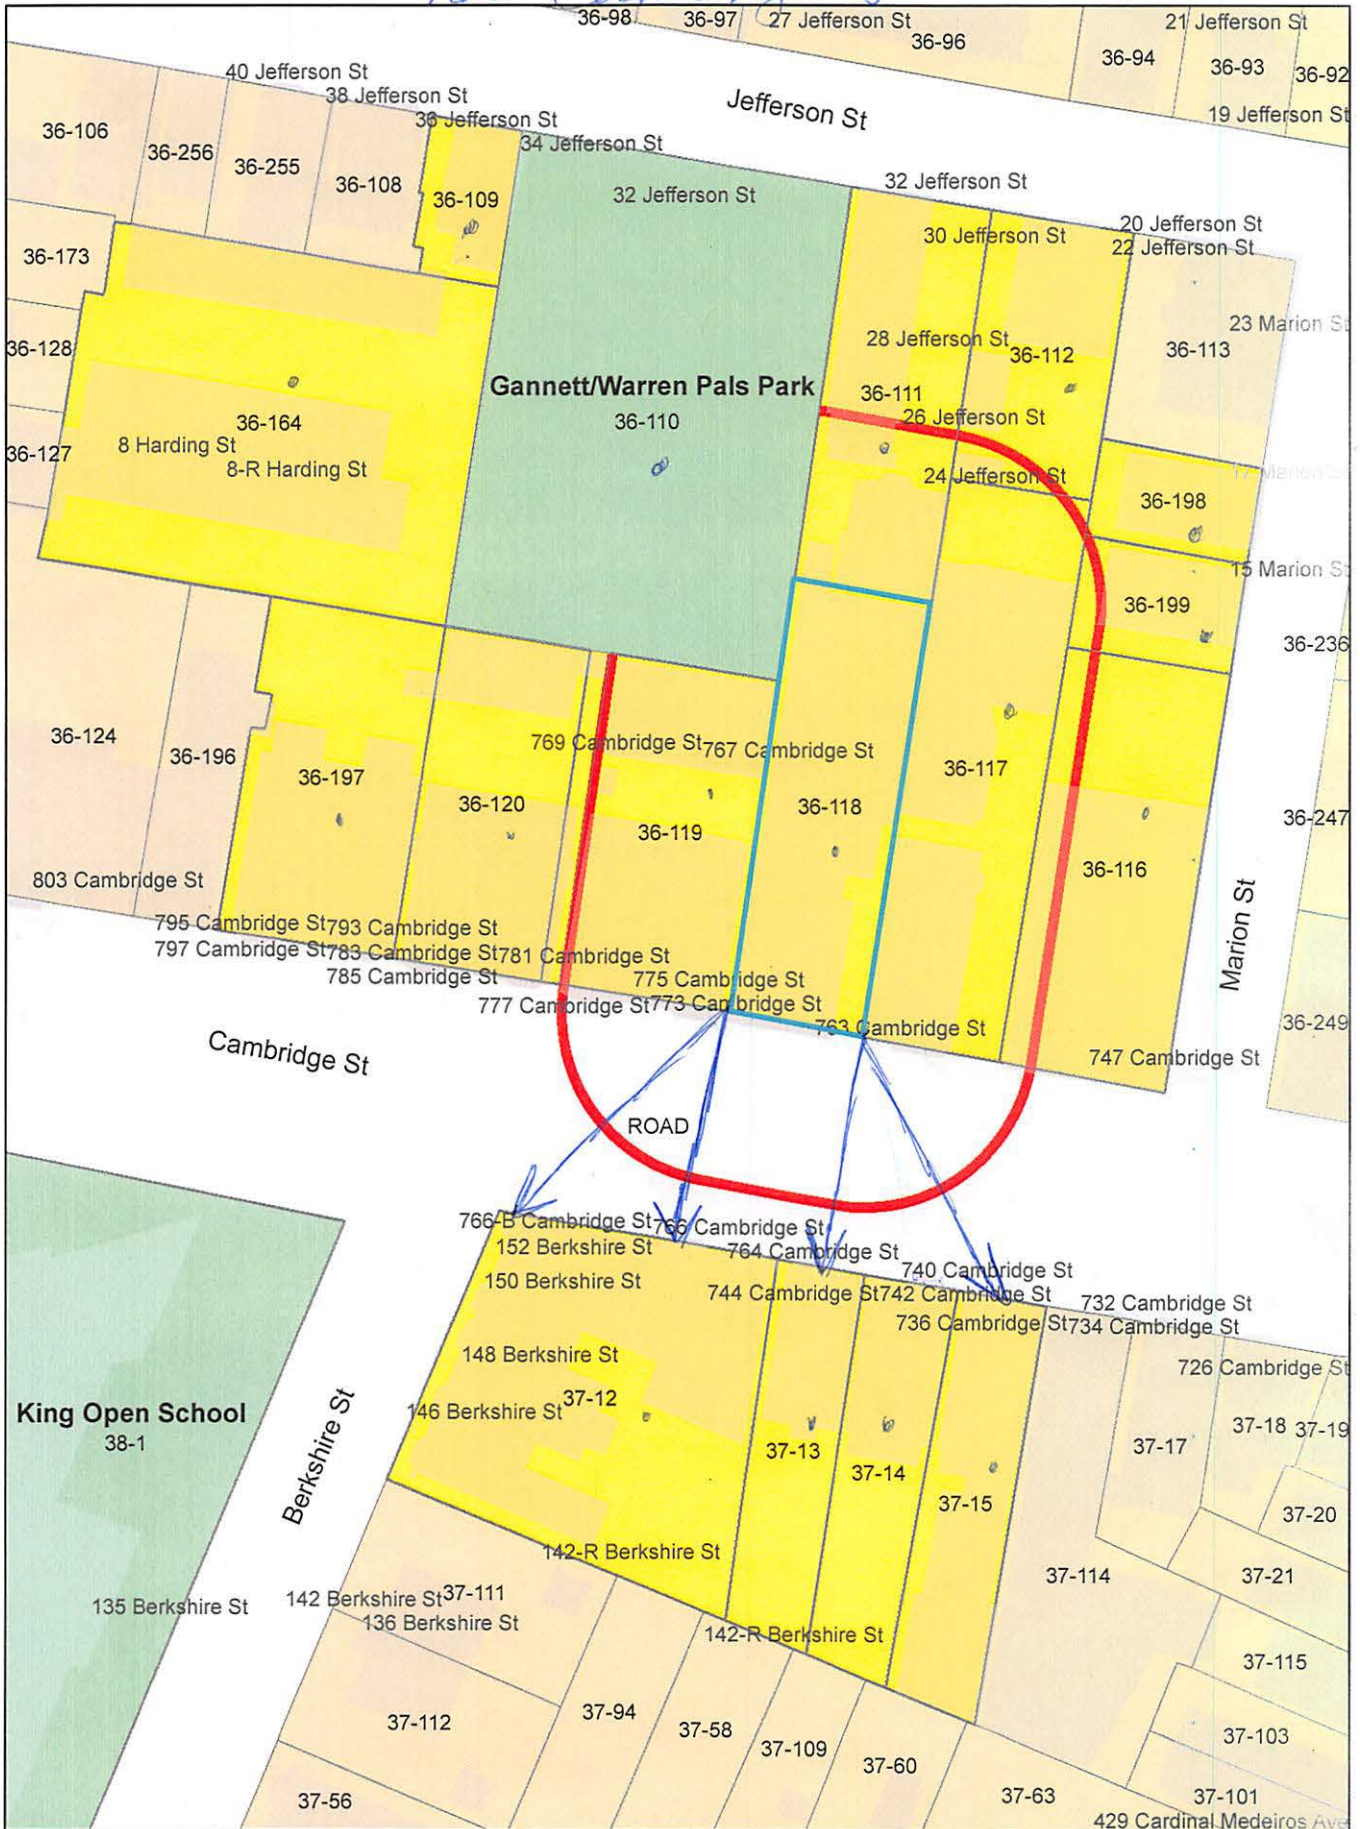 36-98
36-97
27 Jefferson St
36-96
21 Jefferson St
36-94
36-93
36-92
19 Jefferson St
40 Jefferson St
38 Jefferson St
36 Jefferson St
34 Jefferson St
Jefferson St
36-106
36-256
36-255
36-108
36-109
32 Jefferson St
32 Jefferson St
30 Jefferson St
20 Jefferson St
22 Jefferson St
36-173
23 Marion St
36-128
28 Jefferson St
36-112
36-113
Gannett/Warren Pals Park
36-110
36-111
26 Jefferson St
36-164
8 Harding St
8-R Harding St
36-127
24 Jefferson St
17 Marion St
36-198
15 Marion St
36-199
36-236
36-124
36-196
36-197
769 Cambridge St
767 Cambridge St
36-117
36-120
36-119
36-118
36-247
36-116
803 Cambridge St
795 Cambridge St
793 Cambridge St
797 Cambridge St
783 Cambridge St
781 Cambridge St
785 Cambridge St
775 Cambridge St
777 Cambridge St
773 Cambridge St
763 Cambridge St
Marion St
36-249
747 Cambridge St
Cambridge St
ROAD
766-B Cambridge St
766 Cambridge St
152 Berkshire St
764 Cambridge St
150 Berkshire St
740 Cambridge St
744 Cambridge St
742 Cambridge St
732 Cambridge St
736 Cambridge St
734 Cambridge St
148 Berkshire St
726 Cambridge St
37-12
146 Berkshire St
King Open School
38-1
Berkshire St
37-13
37-14
37-15
37-17
37-18
37-19
37-20
142-R Berkshire St
37-114
37-21
135 Berkshire St
142 Berkshire St
37-111
136 Berkshire St
142-R Berkshire St
37-115
37-112
37-94
37-58
37-109
37-60
37-103
37-56
37-63
37-101
429 Cardinal Medeiros Ave